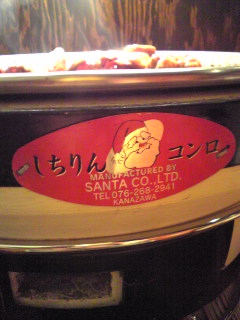 しちりん コンロ
MANUFACTURED BY
SANTA CO.,LTD.
TEL 076-268-2941
KANAZAWA